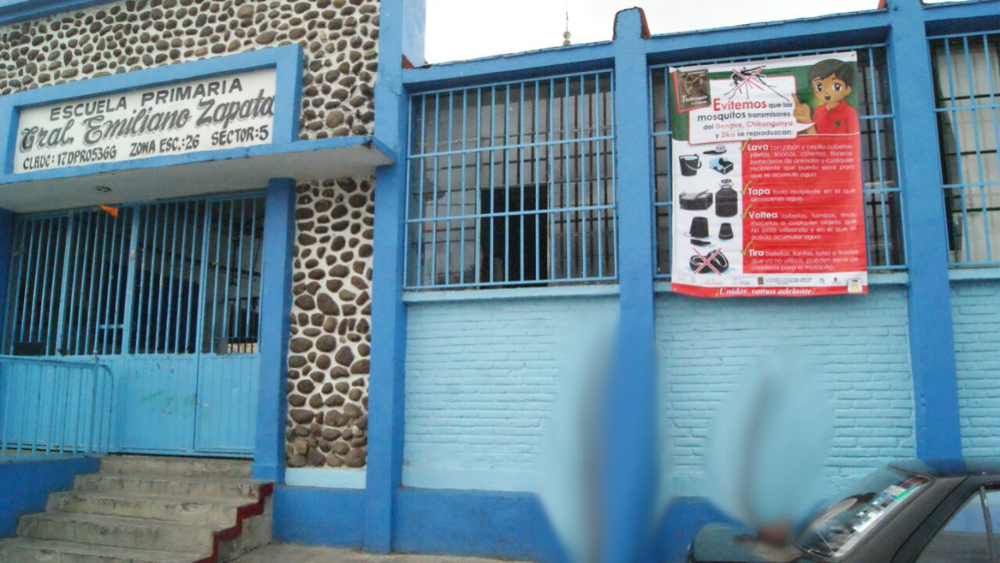 ESCUELA PRIMARIA
Gral. Emiliano Zapata
CLAVE: 17DPR0536G ZONA ESC.:26 SECTOR:5
Evitemos que los
mosquitos transmisores
del Dengue, Chikungunya
y Zika se reproduzcan:
Lava con jabón y cepillo cubetas,
piletas, tinacos, cisternas, floreros,
bebederos de animales y cualquier
recipiente que pueda servir para
que se acumule agua.
Tapa todo recipiente en el que
almacenes agua.
Voltea cubetas, tambos, tinas,
macetas o cualquier objeto que
no estés utilizando y en el que se
pueda acumular agua.
Tira botellas, llantas, latas o trastes
que ya no utilizas, pueden servir de
criaderos para el mosquito.
¡Unidos, vamos adelante!